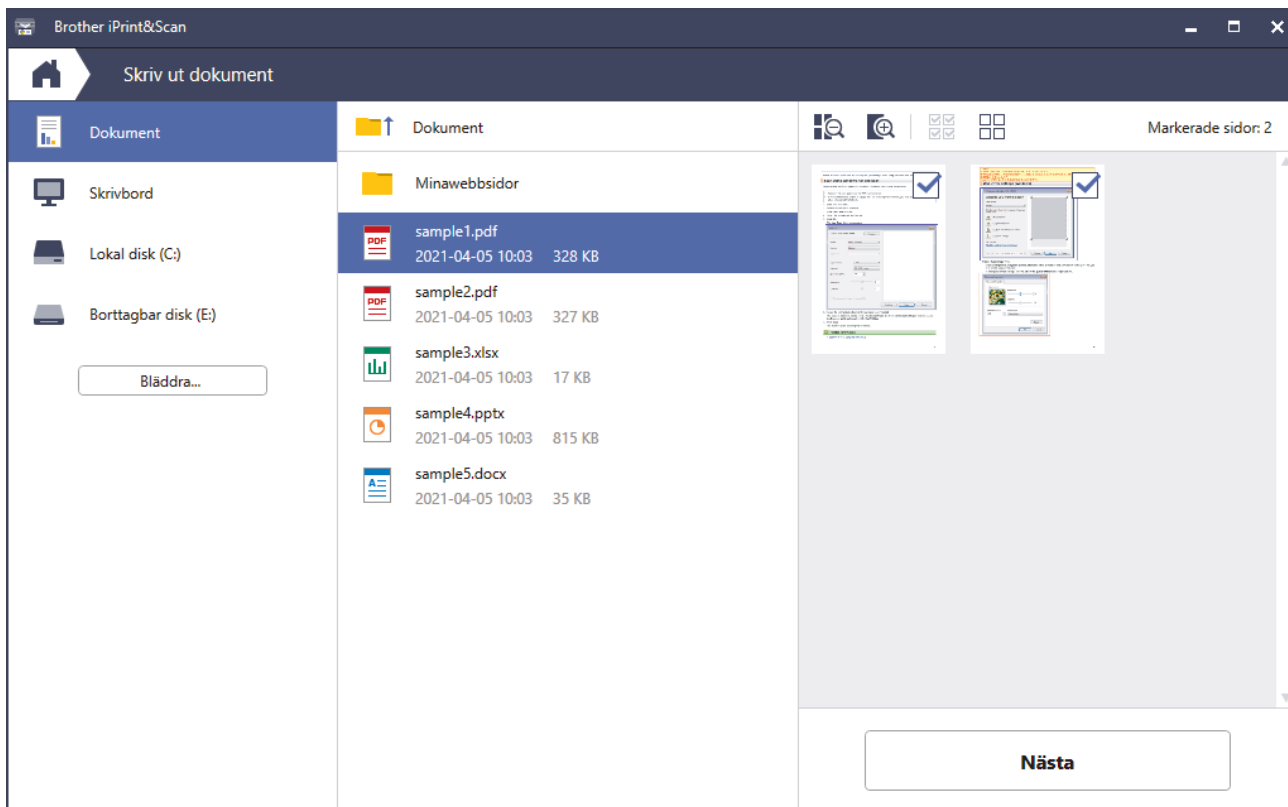 Brother iPrint&Scan
Skriv ut dokument
Dokument
Skrivbord
Lokal disk (C:)
Borttagbar disk (E:)
Bläddra...
Dokument
Minawebbsidor
PDF
sample1.pdf
2021-04-05 10:03 328 KB
PDF
sample2.pdf
2021-04-05 10:03 327 KB
sample3.xlsx
2021-04-05 10:03 17 KB
sample4.pptx
2021-04-05 10:03 815 KB
A
sample5.docx
2021-04-05 10:03 35 KB
Markerade sidor: 2
Nästa